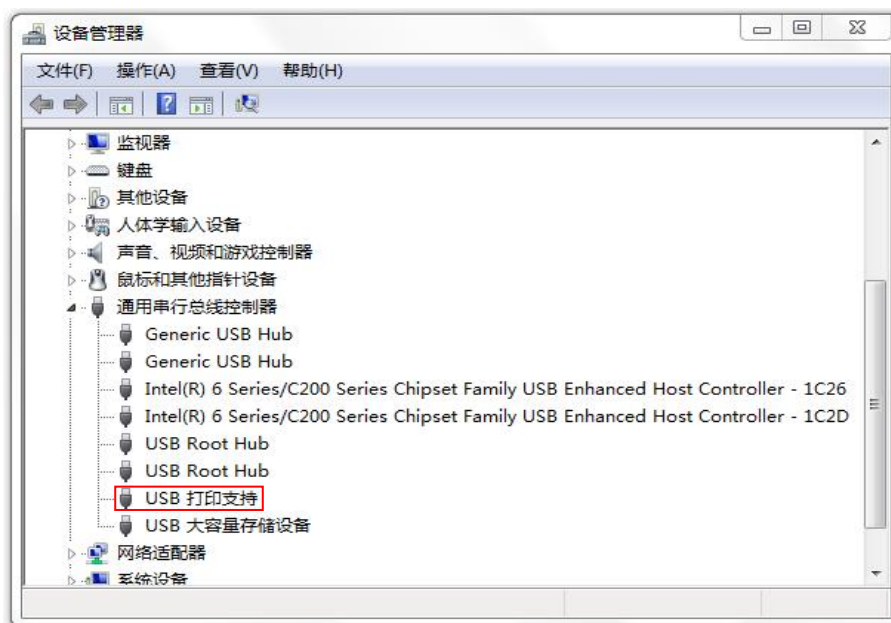 设备管理器
文件(F) 操作(A) 查看(V) 帮助(H)
监视器
键盘
其他设备
人体学输入设备
声音、视频和游戏控制器
鼠标和其他指针设备
通用串行总线控制器
Generic USB Hub
Generic USB Hub
Intel(R) 6 Series/C200 Series Chipset Family USB Enhanced Host Controller - 1C26
Intel(R) 6 Series/C200 Series Chipset Family USB Enhanced Host Controller - 1C2D
USB Root Hub
USB Root Hub
USB 打印支持
USB 大容量存储设备
网络适配器
系统设备